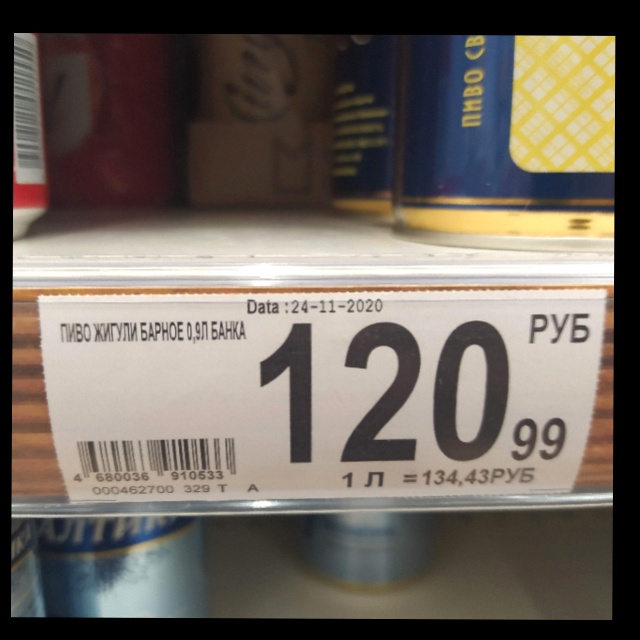 ПИВО СВ
Data :24-11-2020
ПИВО ЖИГУЛИ БАРНОЕ 0,9Л БАНКА
120 99
РУБ
4 680036 910533
1 Л =134,43РУБ
000462700 329 Т А